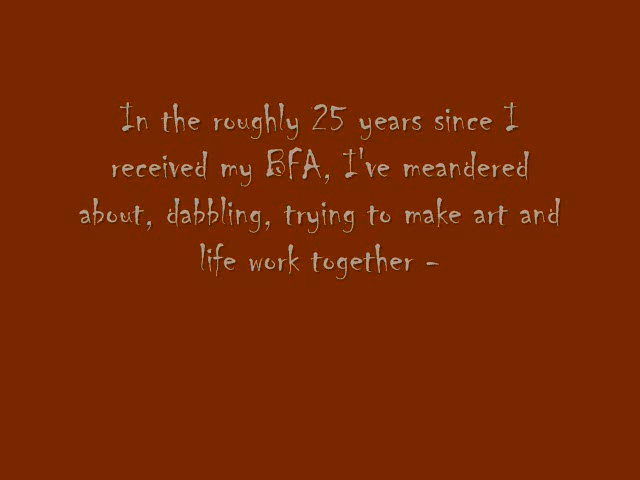 In the roughly 25 years since I
received my BFA, I've meandered
about, dabbling, trying to make art and
life work together -